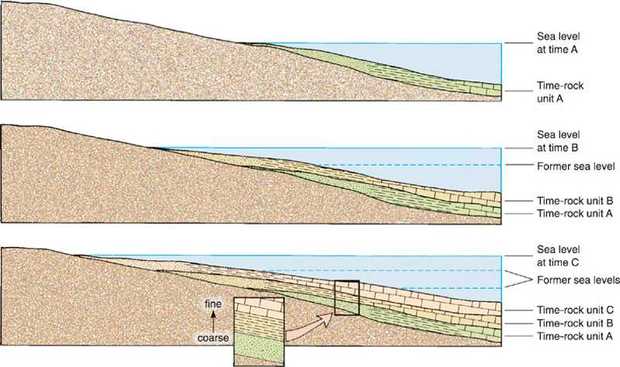 Sea level
at time A
Time-rock
unit A
Sea level
at time B
Former sea level
Time-rock unit B
Time-rock unit A
Sea level
at time C
Former sea levels
fine
coarse
Time-rock unit C
Time-rock unit B
Time-rock unit A